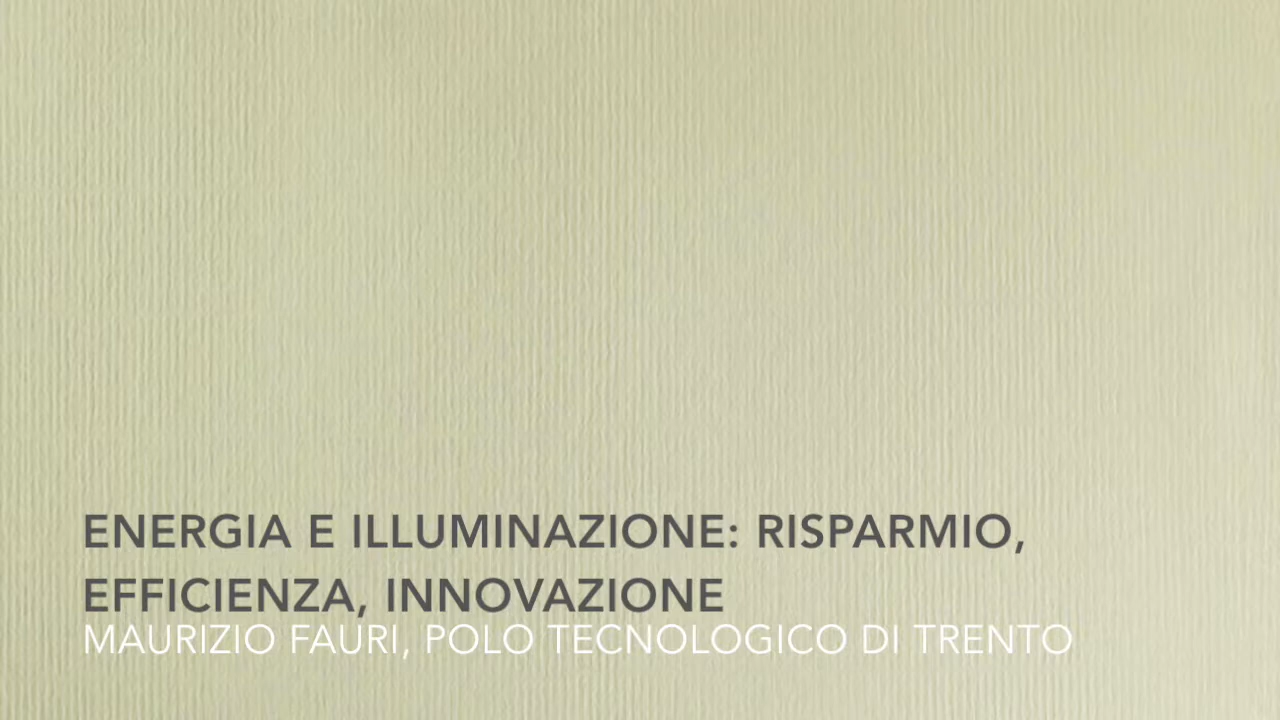 ENERGIA E ILLUMINAZIONE: RISPARMIO,
EFFICIENZA, INNOVAZIONE
MAURIZIO FAURI, POLO TECNOLOGICO DI TRENTO